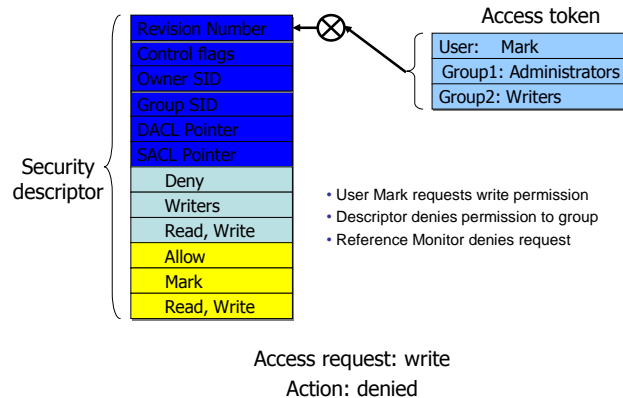 Access token
User: Mark
Group1: Administrators
Group2: Writers
Revision Number
Control flags
Owner SID
Group SID
DACL Pointer
SACL Pointer
Security
descriptor
Deny
Writers
Read, Write
Allow
Mark
Read, Write
• User Mark requests write permission
• Descriptor denies permission to group
• Reference Monitor denies request
Access request: write
Action: denied